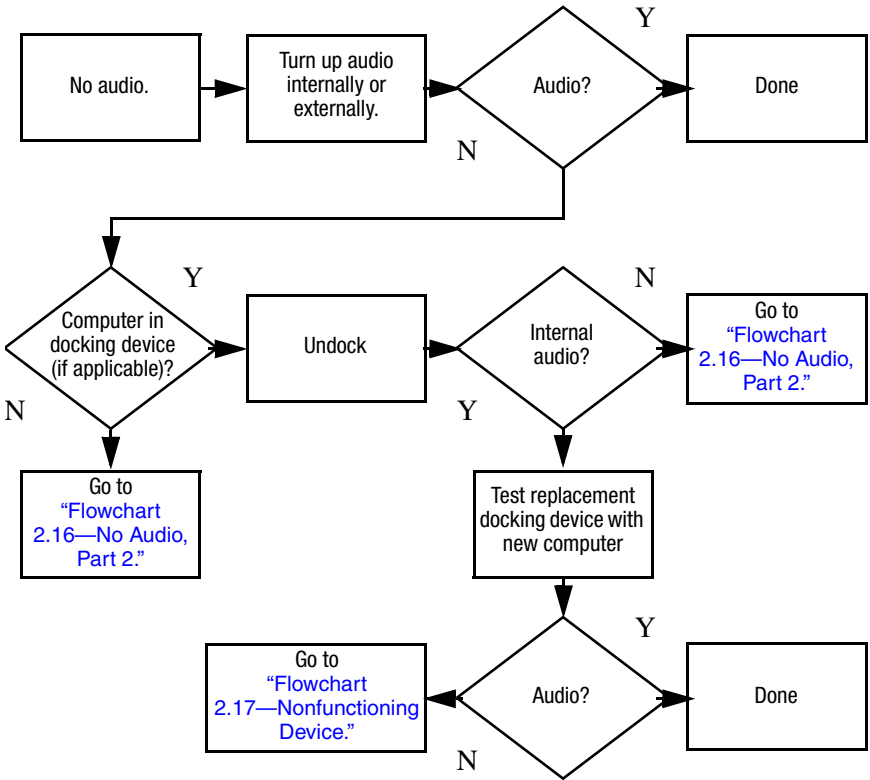 No audio.
Turn up audio
internally or
externally.
Audio?
Y
N
Done
Computer in
docking device
(if applicable)?
Y
N
Undock
Internal
audio?
N
Y
Go to
“Flowchart
2.16—No Audio,
Part 2.”
Go to
“Flowchart
2.16—No Audio,
Part 2.”
Test replacement
docking device with
new computer
Audio?
Y
N
Done
Go to
“Flowchart
2.17—Nonfunctioning
Device.”